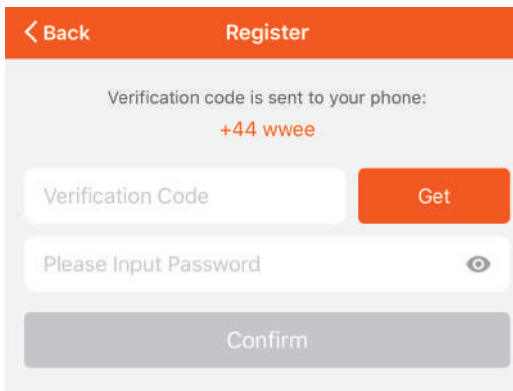 Back
Register
Verification code is sent to your phone:
+44 wwee
Verification Code
Get
Please Input Password
Confirm